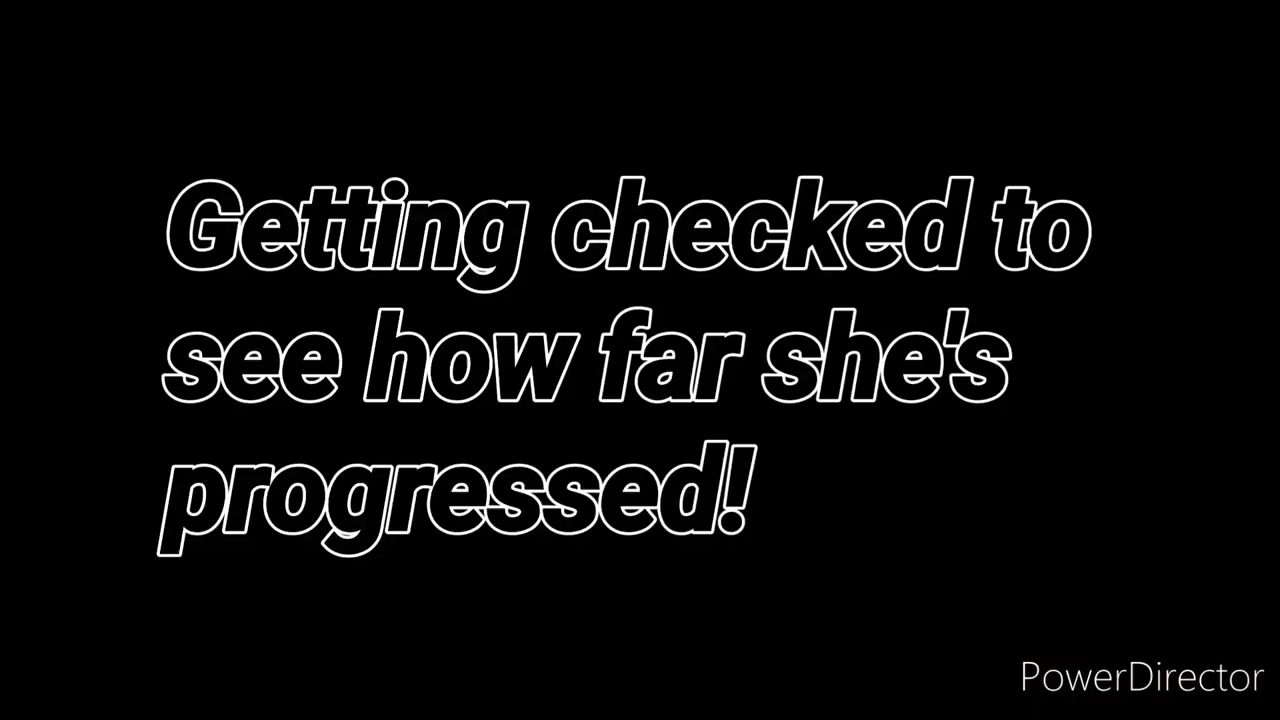 Getting checked to
see how far she's
progressed!
PowerDirector